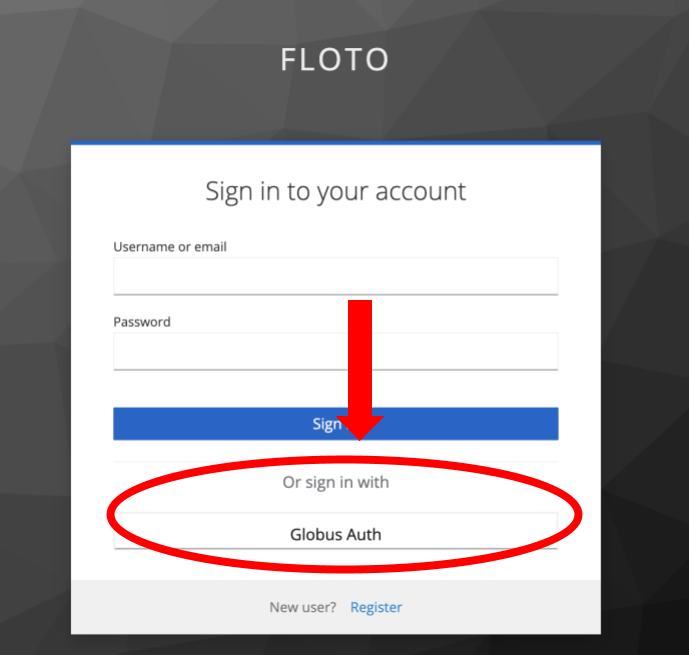 FLOTO
Sign in to your account
Username or email
Password
Sign
Or sign in with
Globus Auth
New user? Register